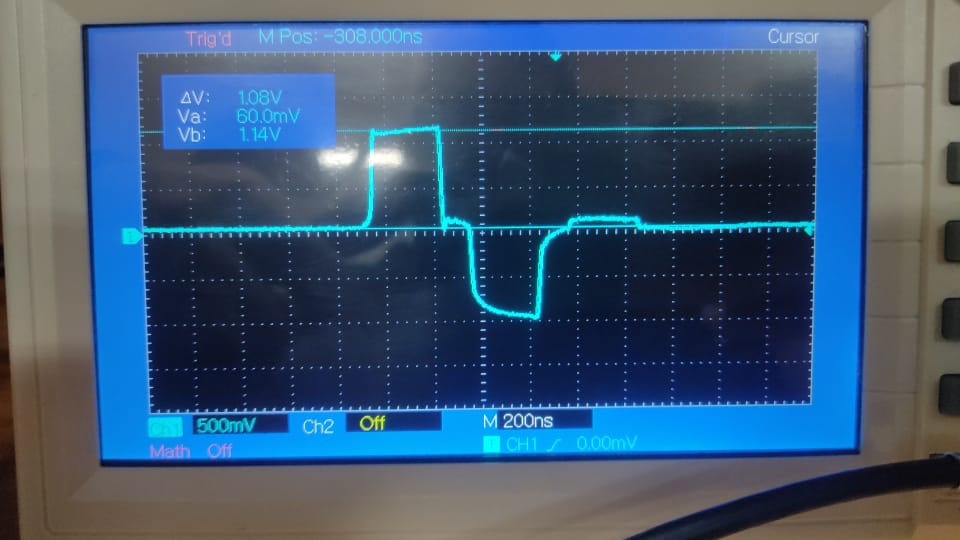 Trig'd M Pos: -308.000ns Cursor
ΔV: 1.08V
Va: 60.0mV
Vb: 1.14V
1
Ch1 500mV Ch2 Off M 200ns
T CH1 0.00mV
Math Off